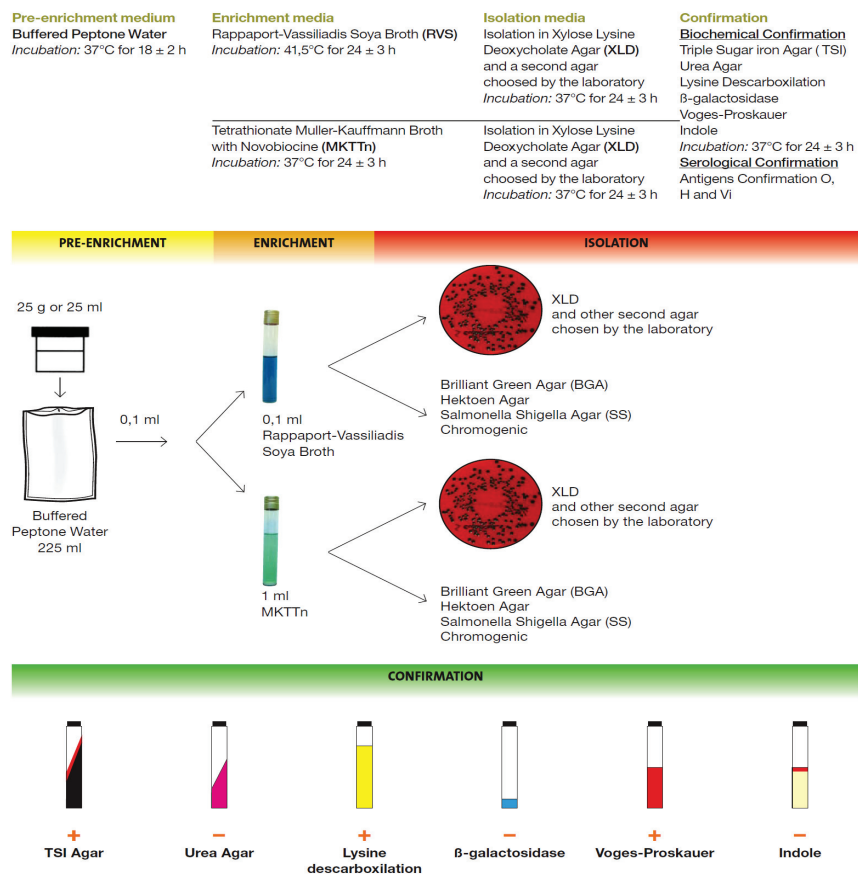 Pre-enrichment medium
Buffered Peptone Water
Incubation: 37°C for 18 ± 2 h
Enrichment media
Rappaport-Vassiliadis Soya Broth (RVS)
Incubation: 41,5°C for 24 ± 3 h
Tetrathionate Muller-Kauffmann Broth
with Novobiocine (MKTTn)
Incubation: 37°C for 24 ± 3 h
Isolation media
Isolation in Xylose Lysine
Deoxycholate Agar (XLD)
and a second agar
choosed by the laboratory
Incubation: 37°C for 24 ± 3 h
Isolation in Xylose Lysine
Deoxycholate Agar (XLD)
and a second agar
choosed by the laboratory
Incubation: 37°C for 24 ± 3 h
Confirmation
Biochemical Confirmation
Triple Sugar iron Agar ( TSI)
Urea Agar
Lysine Descarboxilation
ß-galactosidase
Voges-Proskauer
Indole
Incubation: 37°C for 24 ± 3 h
Serological Confirmation
Antigens Confirmation O,
H and Vi
PRE-ENRICHMENT
ENRICHMENT
ISOLATION
25 g or 25 ml
0,1 ml
Buffered
Peptone Water
225 ml
0,1 ml
Rappaport-Vassiliadis
Soya Broth
XLD
and other second agar
chosen by the laboratory
Brilliant Green Agar (BGA)
Hektoen Agar
Salmonella Shigella Agar (SS)
Chromogenic
1 ml
MKTTn
XLD
and other second agar
chosen by the laboratory
Brilliant Green Agar (BGA)
Hektoen Agar
Salmonella Shigella Agar (SS)
Chromogenic
CONFIRMATION
+
TSI Agar
−
Urea Agar
+
Lysine
descarboxilation
−
ß-galactosidase
+
Voges-Proskauer
−
Indole